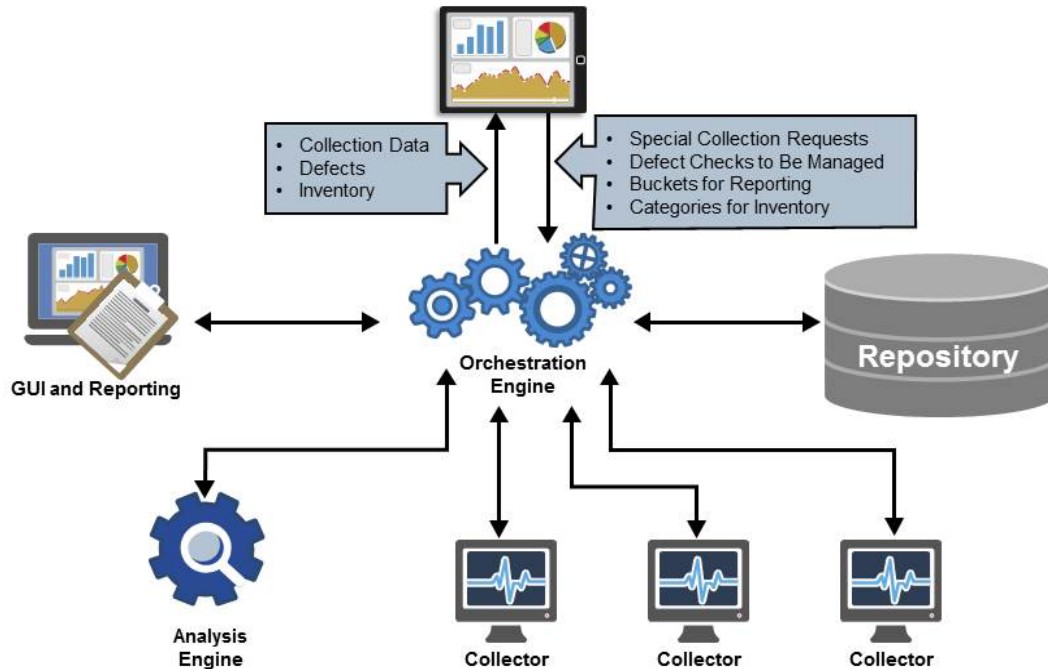 • Collection Data
• Defects
• Inventory
• Special Collection Requests
• Defect Checks to Be Managed
• Buckets for Reporting
• Categories for Inventory
GUI and Reporting
Orchestration
Engine
Repository
Analysis
Engine
Collector
Collector
Collector